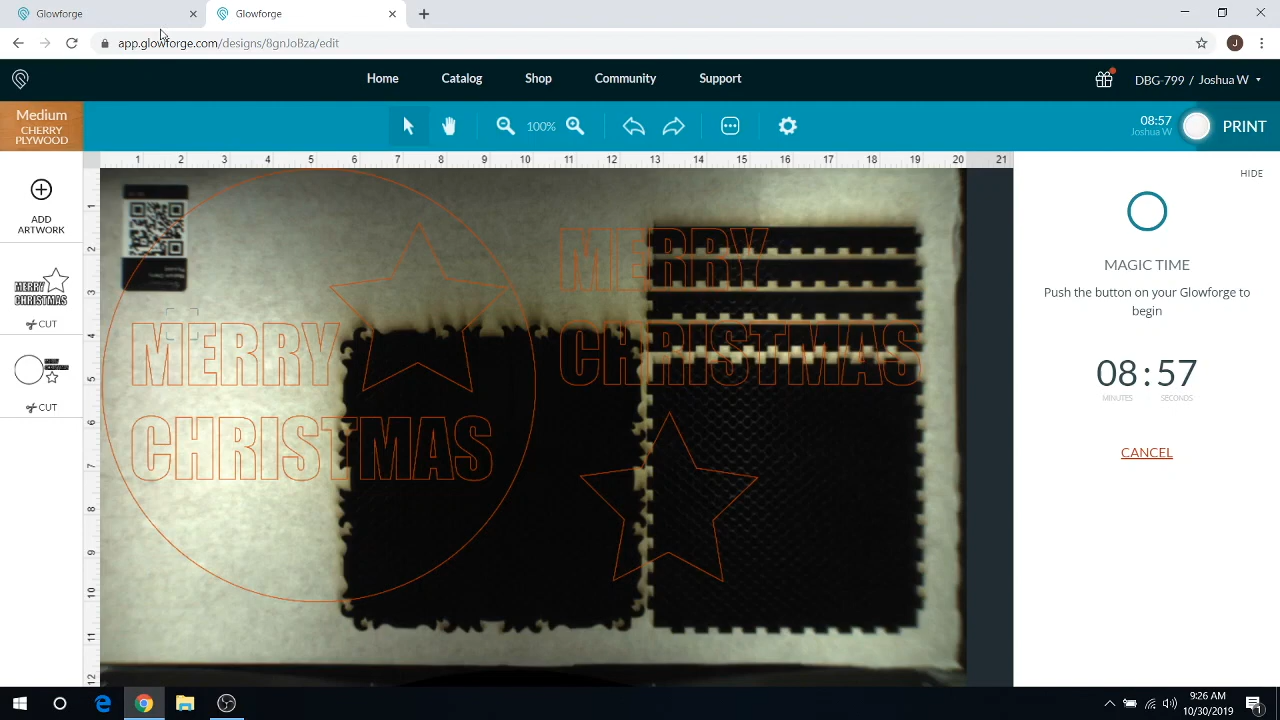 Glowforge
Glowforge
app.glowforge.com/designs/8gnJoBza/edit
J
Home
Catalog
Shop
Community
Support
DBG-799 / Joshua W
Medium
CHERRY
PLYWOOD
100%
08:57
Joshua W
PRINT
1 2 3 4 5 6 7 8 9 10 11 12 13 14 15 16 17 18 19 20 21
HIDE
ADD
ARTWORK
MERRY
CHRISTMAS
CUT
CUT
1
2
3
4
5
6
7
8
9
10
11
12
MERRY
CHRISTMAS
MERRY
CHRISTMAS
MAGIC TIME
Push the button on your Glowforge to
begin
08:57
MINUTES SECONDS
CANCEL
9:26 AM
10/30/2019
1